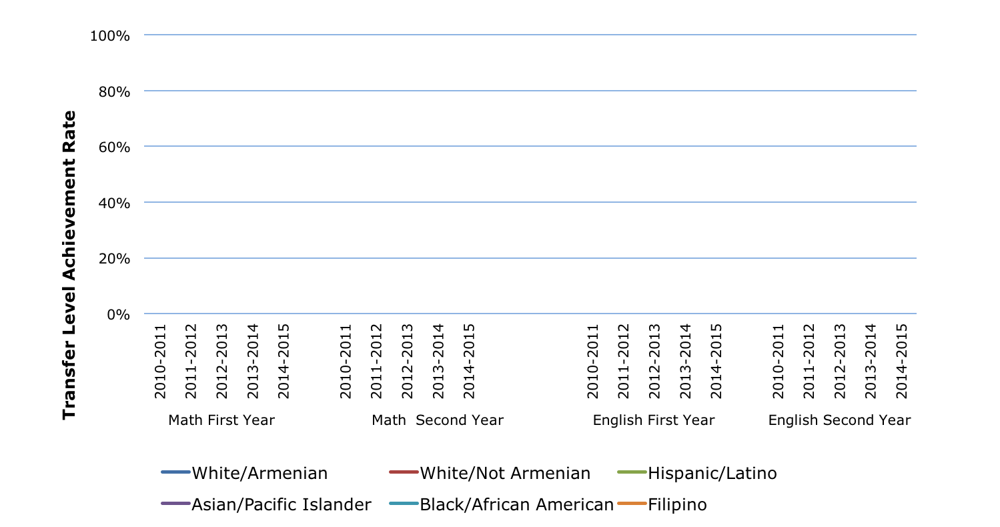 100%
80%
60%
40%
20%
0%
Transfer Level Achievement Rate
2010-2011 2011-2012 2012-2013 2013-2014 2014-2015 2010-2011 2011-2012 2012-2013 2013-2014 2014-2015 2010-2011 2011-2012 2012-2013 2013-2014 2014-2015 2010-2011 2011-2012 2012-2013 2013-2014 2014-2015
Math First Year Math  Second Year English First Year English Second Year
White/Armenian White/Not Armenian Hispanic/Latino
Asian/Pacific Islander Black/African American Filipino